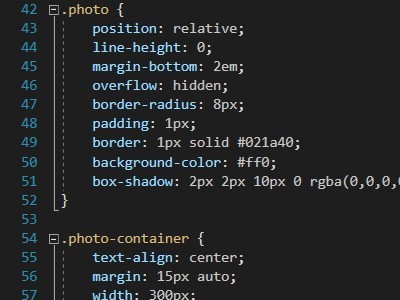 42 .photo {
43 position: relative;
44 line-height: 0;
45 margin-bottom: 2em;
46 overflow: hidden;
47 border-radius: 8px;
48 padding: 1px;
49 border: 1px solid #021a40;
50 background-color: #ff0;
51 box-shadow: 2px 2px 10px 0 rgba(0,0,0,0
52 }
53
54 .photo-container {
55 text-align: center;
56 margin: 15px auto;
57 width: 300px;